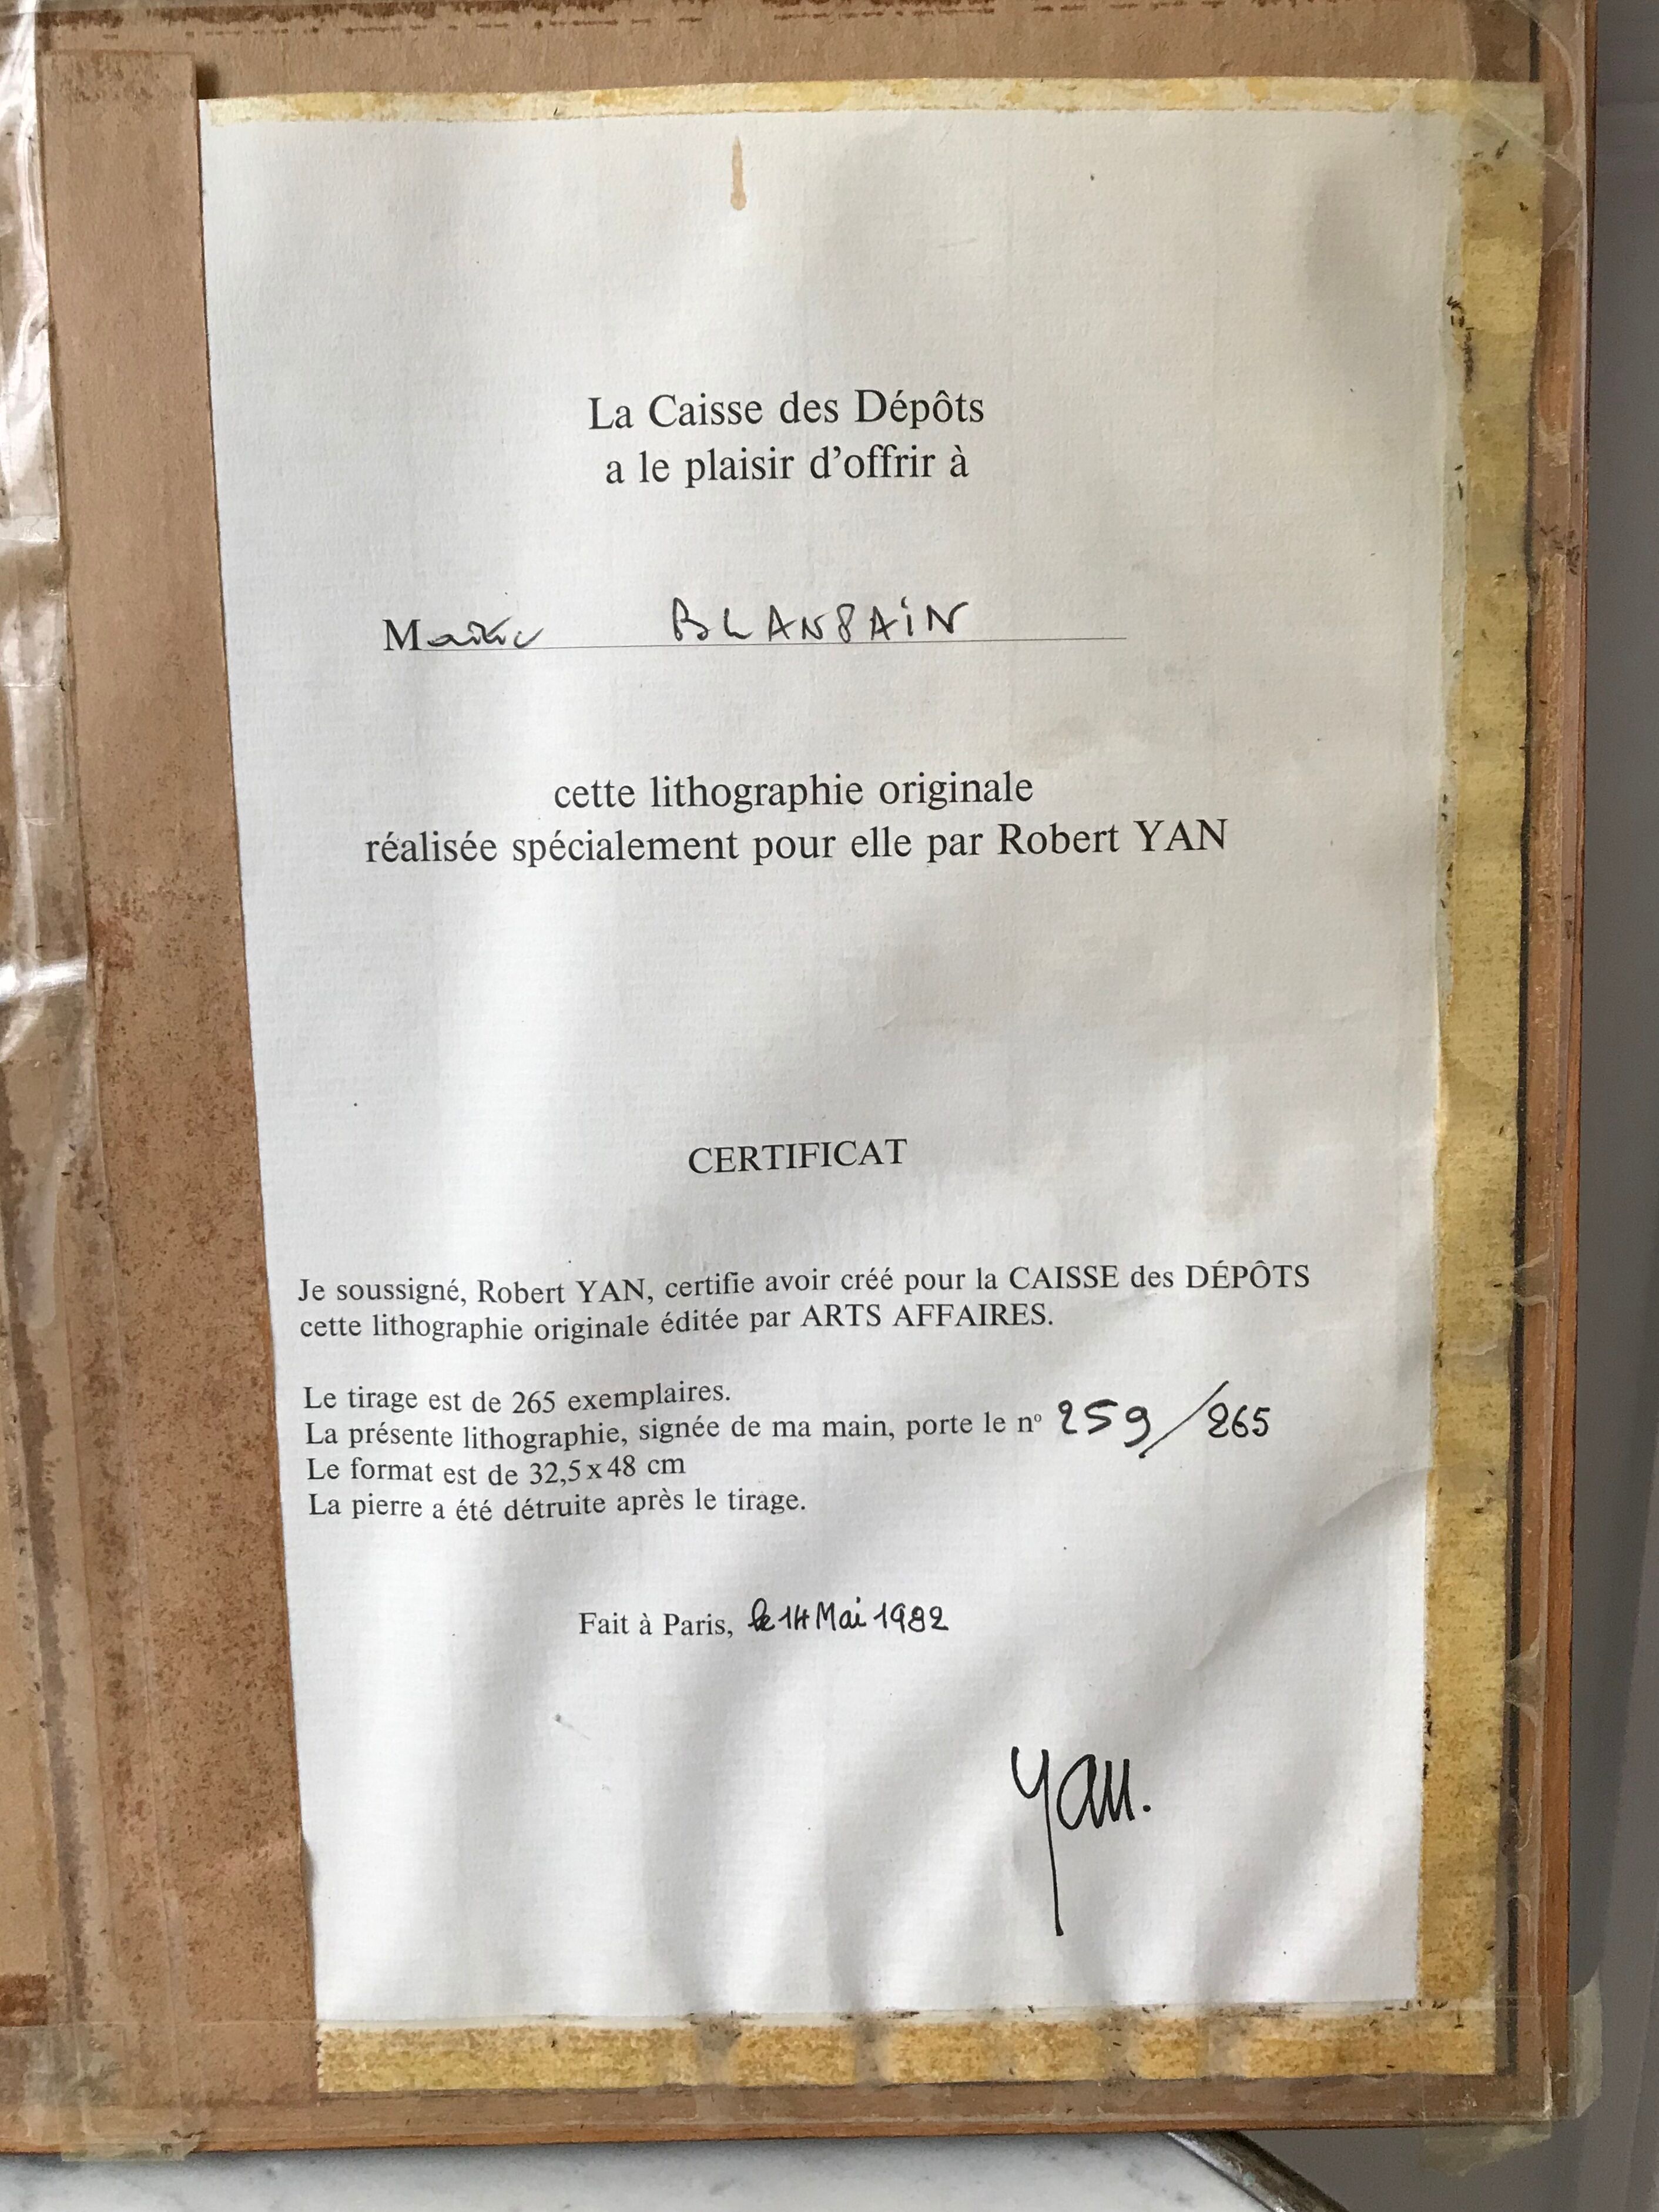 La Caisse des Dépôts
a le plaisir d'offrir à
Maître BLANPAIN
cette lithographie originale
réalisée spécialement pour elle par Robert YAN
CERTIFICAT
Je soussigné, Robert YAN, certifie avoir créé pour la CAISSE des DÉPÔTS
cette lithographie originale éditée par ARTS AFFAIRES.
Le tirage est de 265 exemplaires.
La présente lithographie, signée de ma main, porte le nº 259/265
Le format est de 32,5x48 cm
La pierre a été détruite après le tirage.
Fait à Paris, le 14 Mai 1982
Yan.